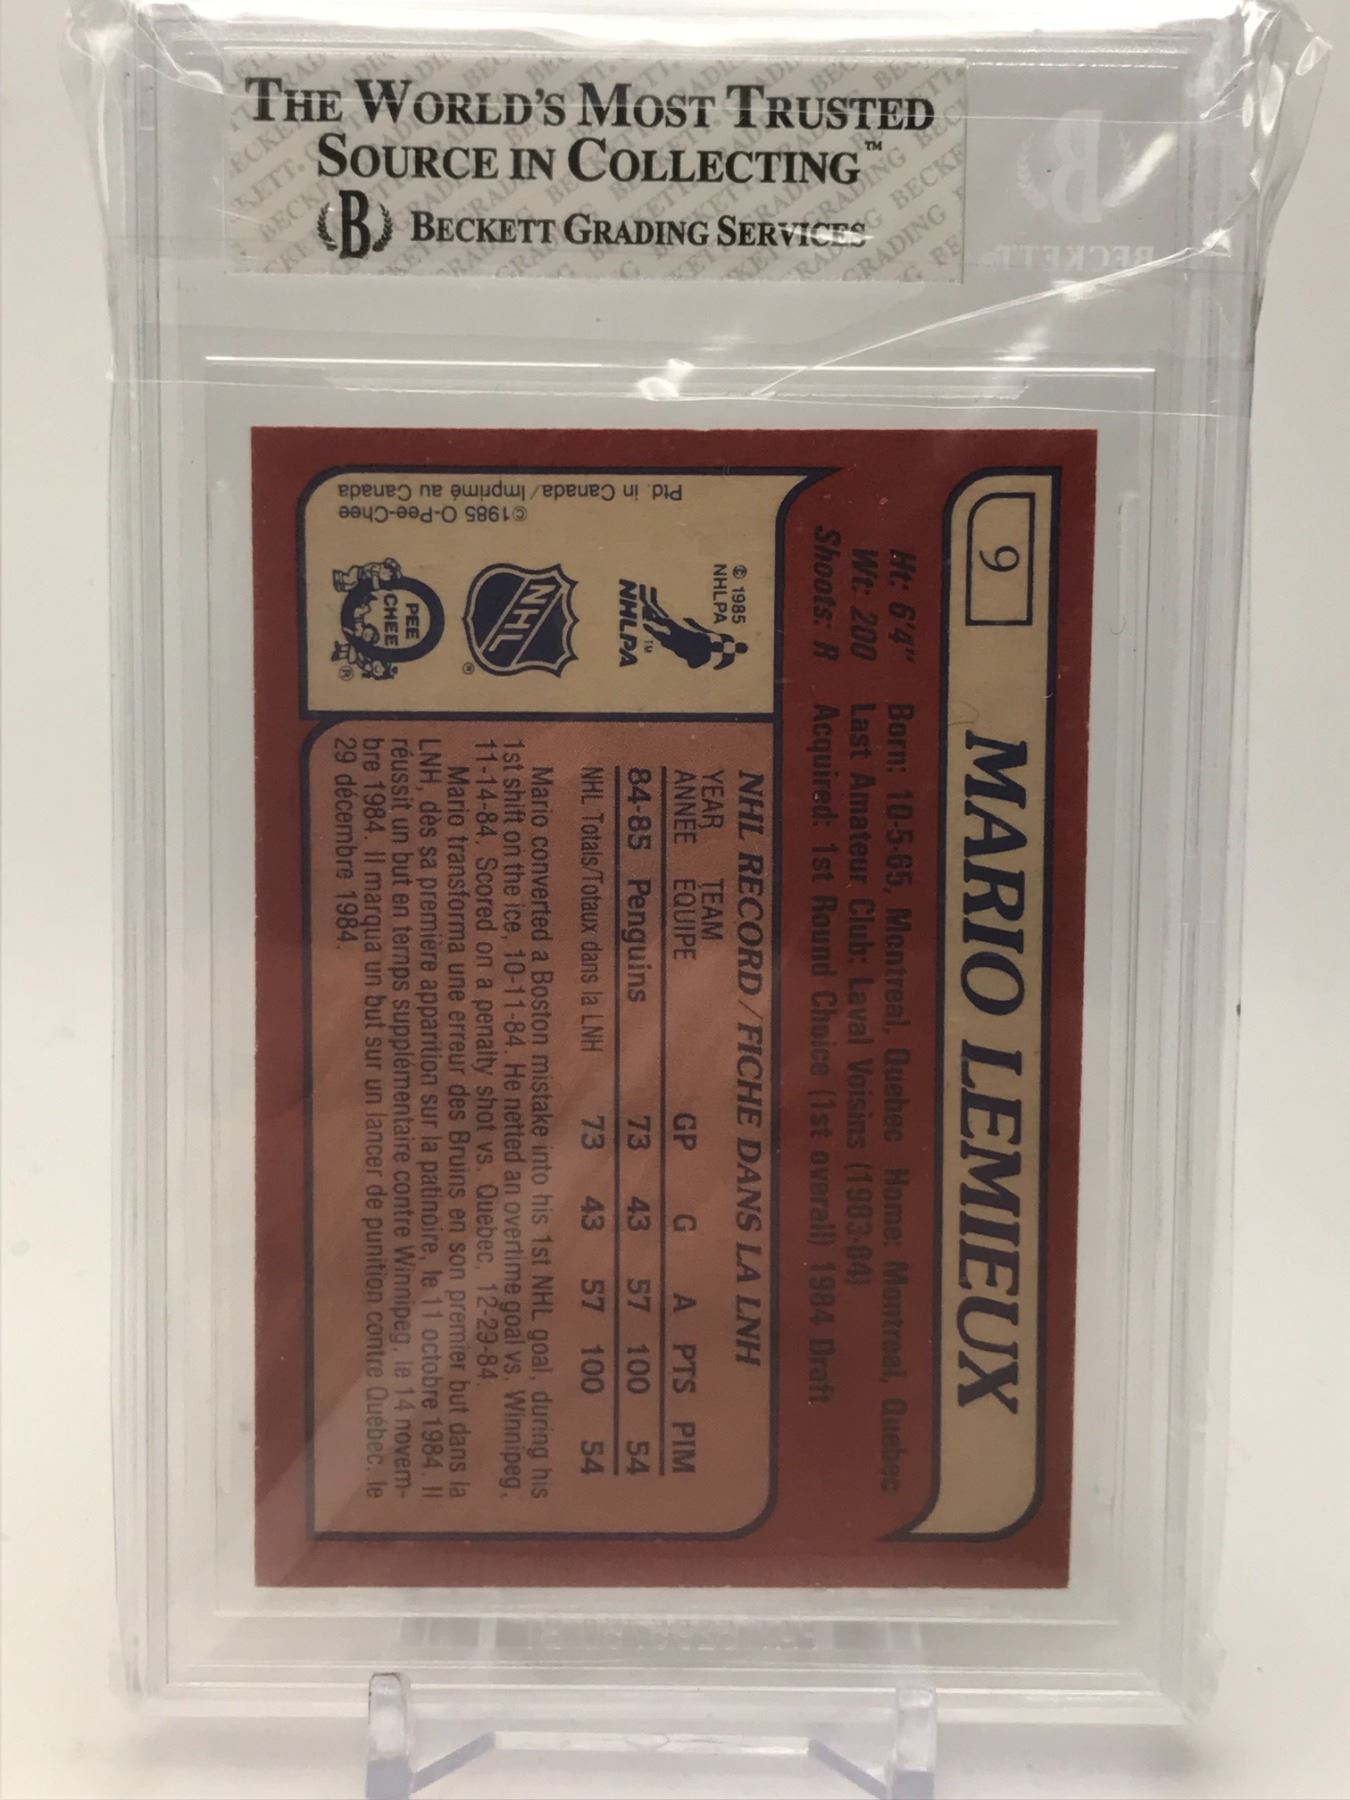 THE WORLD'S MOST TRUSTED
SOURCE IN COLLECTING™
B BECKETT GRADING SERVICES
B
BECKETT
9
MARIO LEMIEUX
Ht: 6'4" Born: 10-5-65, Montreal, Quebec Home: Montreal, Quebec
Wt: 200 Last Amateur Club: Laval Voisins (1983-84)
Shoots: R Acquired: 1st Round Choice (1st overall) 1984 Draft
© 1985
NHLPA
NHLPA™
NHL®
O PEE
CHEE®
©1985 O-Pee-Chee
Ptd. in Canada/Imprimé au Canada
NHL RECORD/FICHE DANS LA LNH
YEAR TEAM
ANNÉE EQUIPE GP G A PTS PIM
84-85 Penguins 73 43 57 100 54
NHL Totals/Totaux dans la LNH 73 43 57 100 54
Mario converted a Boston mistake into his 1st NHL goal, during his
1st shift on the ice, 10-11-84. He netted an overtime goal vs. Winnipeg,
11-14-84. Scored on a penalty shot vs. Quebec, 12-29-84.
Mario transforma une erreur des Bruins en son premier but dans la
LNH, dès sa première apparition sur la patinoire, le 11 octobre 1984. Il
réussit un but en temps supplémentaire contre Winnipeg, le 14 novem-
bre 1984. Il marqua un but sur un lancer de punition contre Québec, le
29 décembre 1984.